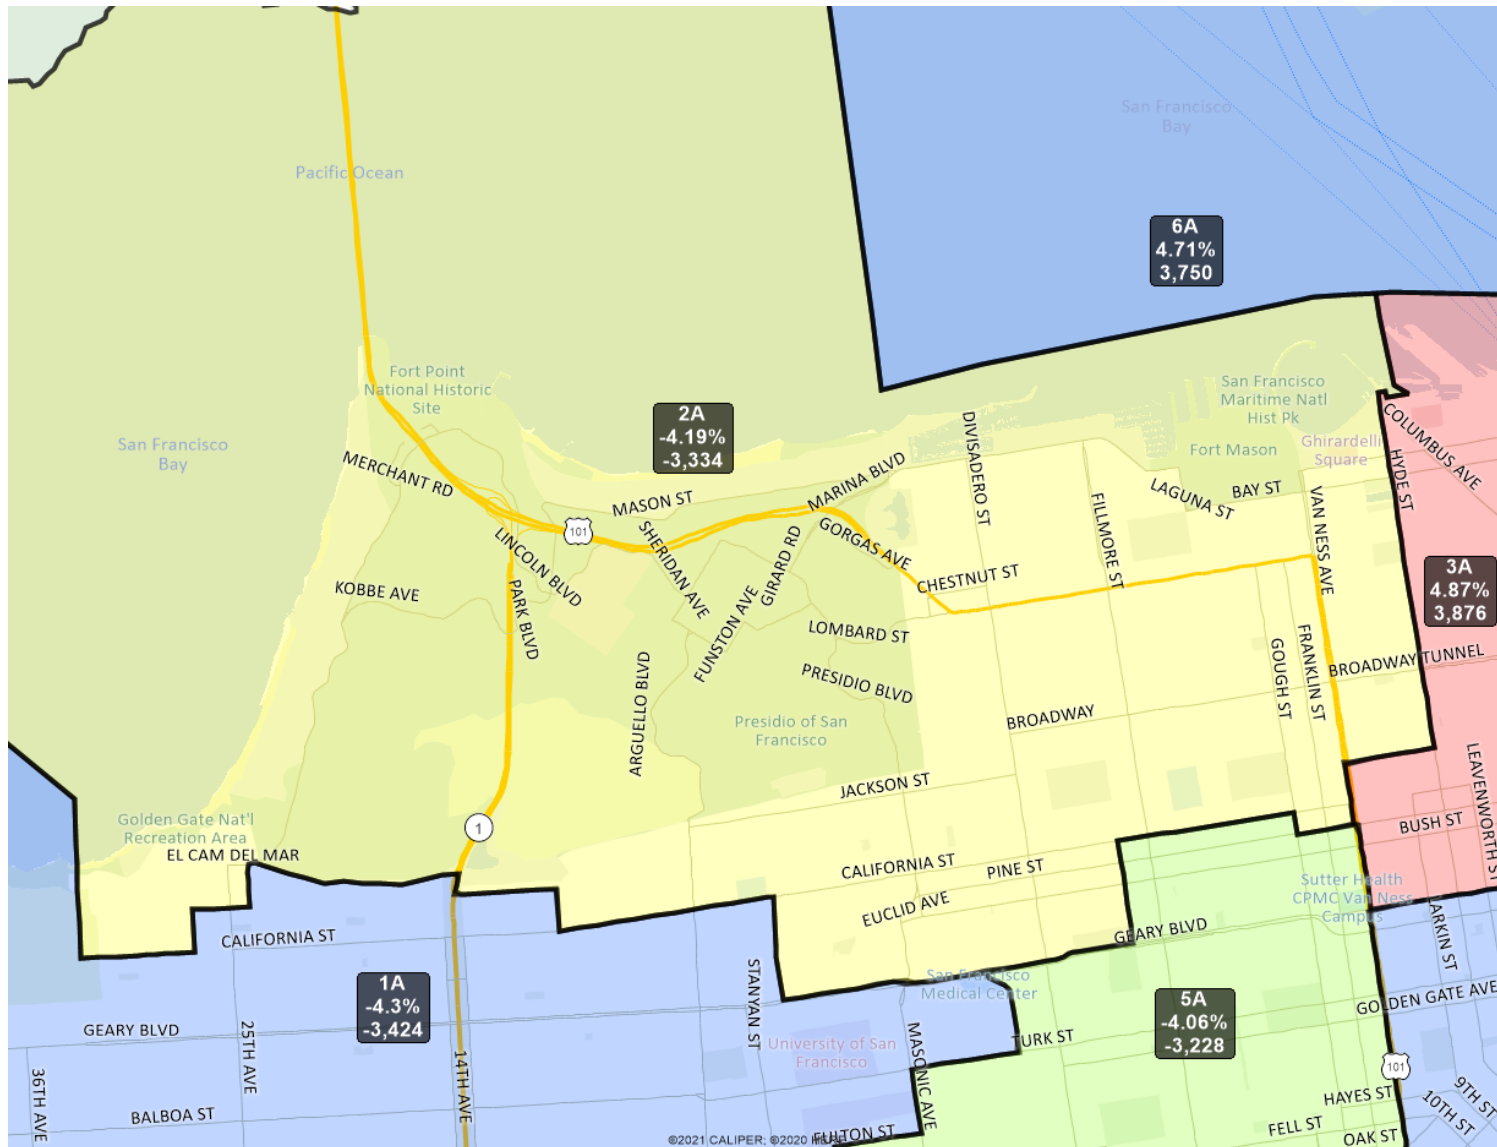 San Francisco
Bay
Pacific Ocean
6A
4.71%
3,750
Fort Point
National Historic
Site
San Francisco
Maritime Natl
Hist Pk
2A
-4.19%
-3,334
San Francisco
Bay
DIVISADERO ST
COLUMBUS AVE
Fort Mason
Ghirardelli
Square
MERCHANT RD
MARINA BLVD
HYDE ST
MASON ST
FILLMORE ST
LAGUNA ST
BAY ST
VAN NESS AVE
101
GORGAS AVE
LINCOLN BLVD
SHERIDAN AVE
GIRARD RD
CHESTNUT ST
3A
4.87%
3,876
KOBBE AVE
PARK BLVD
FUNSTON AVE
LOMBARD ST
GOUGH ST
FRANKLIN ST
BROADWAY TUNNEL
ARGUELLO BLVD
PRESIDIO BLVD
BROADWAY
Presidio of San
Francisco
JACKSON ST
LEAVENWORTH ST
Golden Gate Nat'l
Recreation Area
1
BUSH ST
EL CAM DEL MAR
CALIFORNIA ST
PINE ST
Sutter Health
CPMC Van Ness
Campus
EUCLID AVE
CALIFORNIA ST
GEARY BLVD
LARKIN ST
San Francisco
Medical Center
1A
-4.3%
-3,424
STANYAN ST
5A
-4.06%
-3,228
GOLDEN GATE AVE
GEARY BLVD
25TH AVE
University of San
Francisco
MASONIC AVE
TURK ST
101
36TH AVE
14TH AVE
BALBOA ST
HAYES ST
9TH ST
10TH ST
FELL ST
OAK ST
FULTON ST
©2021 CALIPER; ©2020 HERE